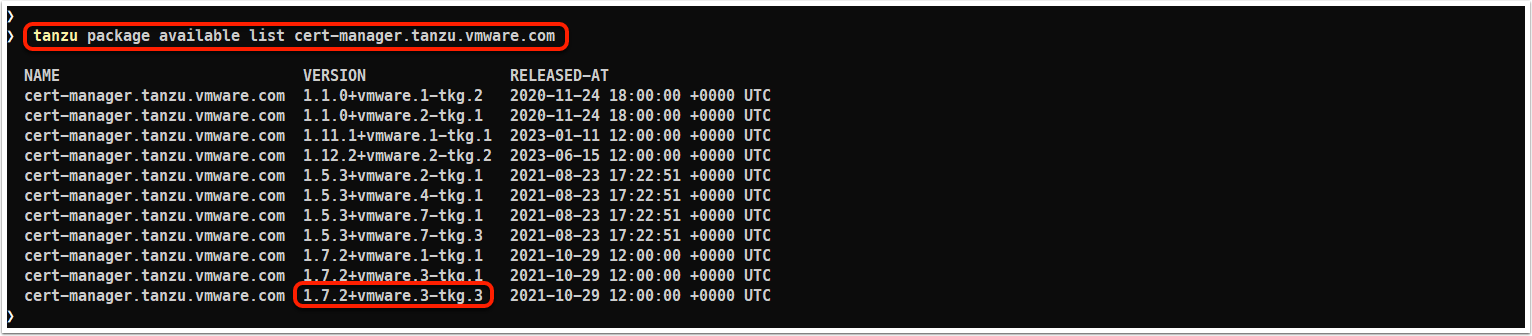 ❯
❯ tanzu package available list cert-manager.tanzu.vmware.com
NAME VERSION RELEASED-AT
cert-manager.tanzu.vmware.com 1.1.0+vmware.1-tkg.2 2020-11-24 18:00:00 +0000 UTC
cert-manager.tanzu.vmware.com 1.1.0+vmware.2-tkg.1 2020-11-24 18:00:00 +0000 UTC
cert-manager.tanzu.vmware.com 1.11.1+vmware.1-tkg.1 2023-01-11 12:00:00 +0000 UTC
cert-manager.tanzu.vmware.com 1.12.2+vmware.2-tkg.2 2023-06-15 12:00:00 +0000 UTC
cert-manager.tanzu.vmware.com 1.5.3+vmware.2-tkg.1 2021-08-23 17:22:51 +0000 UTC
cert-manager.tanzu.vmware.com 1.5.3+vmware.4-tkg.1 2021-08-23 17:22:51 +0000 UTC
cert-manager.tanzu.vmware.com 1.5.3+vmware.7-tkg.1 2021-08-23 17:22:51 +0000 UTC
cert-manager.tanzu.vmware.com 1.5.3+vmware.7-tkg.3 2021-08-23 17:22:51 +0000 UTC
cert-manager.tanzu.vmware.com 1.7.2+vmware.1-tkg.1 2021-10-29 12:00:00 +0000 UTC
cert-manager.tanzu.vmware.com 1.7.2+vmware.3-tkg.1 2021-10-29 12:00:00 +0000 UTC
cert-manager.tanzu.vmware.com 1.7.2+vmware.3-tkg.3 2021-10-29 12:00:00 +0000 UTC
❯